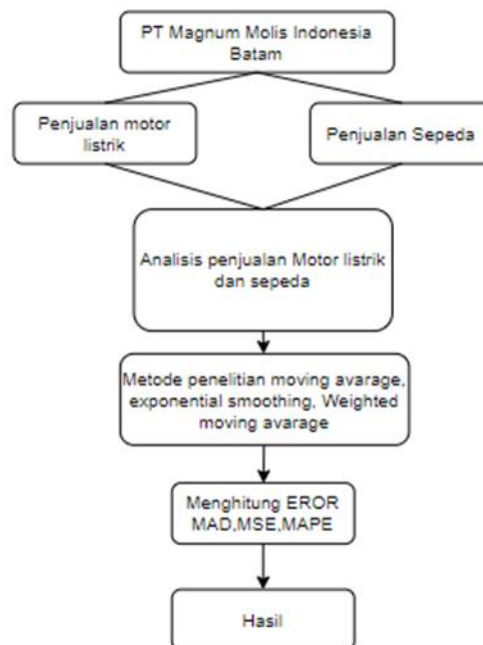 PT Magnum Molis Indonesia
Batam
Penjualan motor
listrik
Penjualan Sepeda
Analisis penjualan Motor listrik
dan sepeda
Metode penelitian moving avarage,
exponential smoothing, Weighted
moving avarage
Menghitung EROR
MAD,MSE,MAPE
Hasil